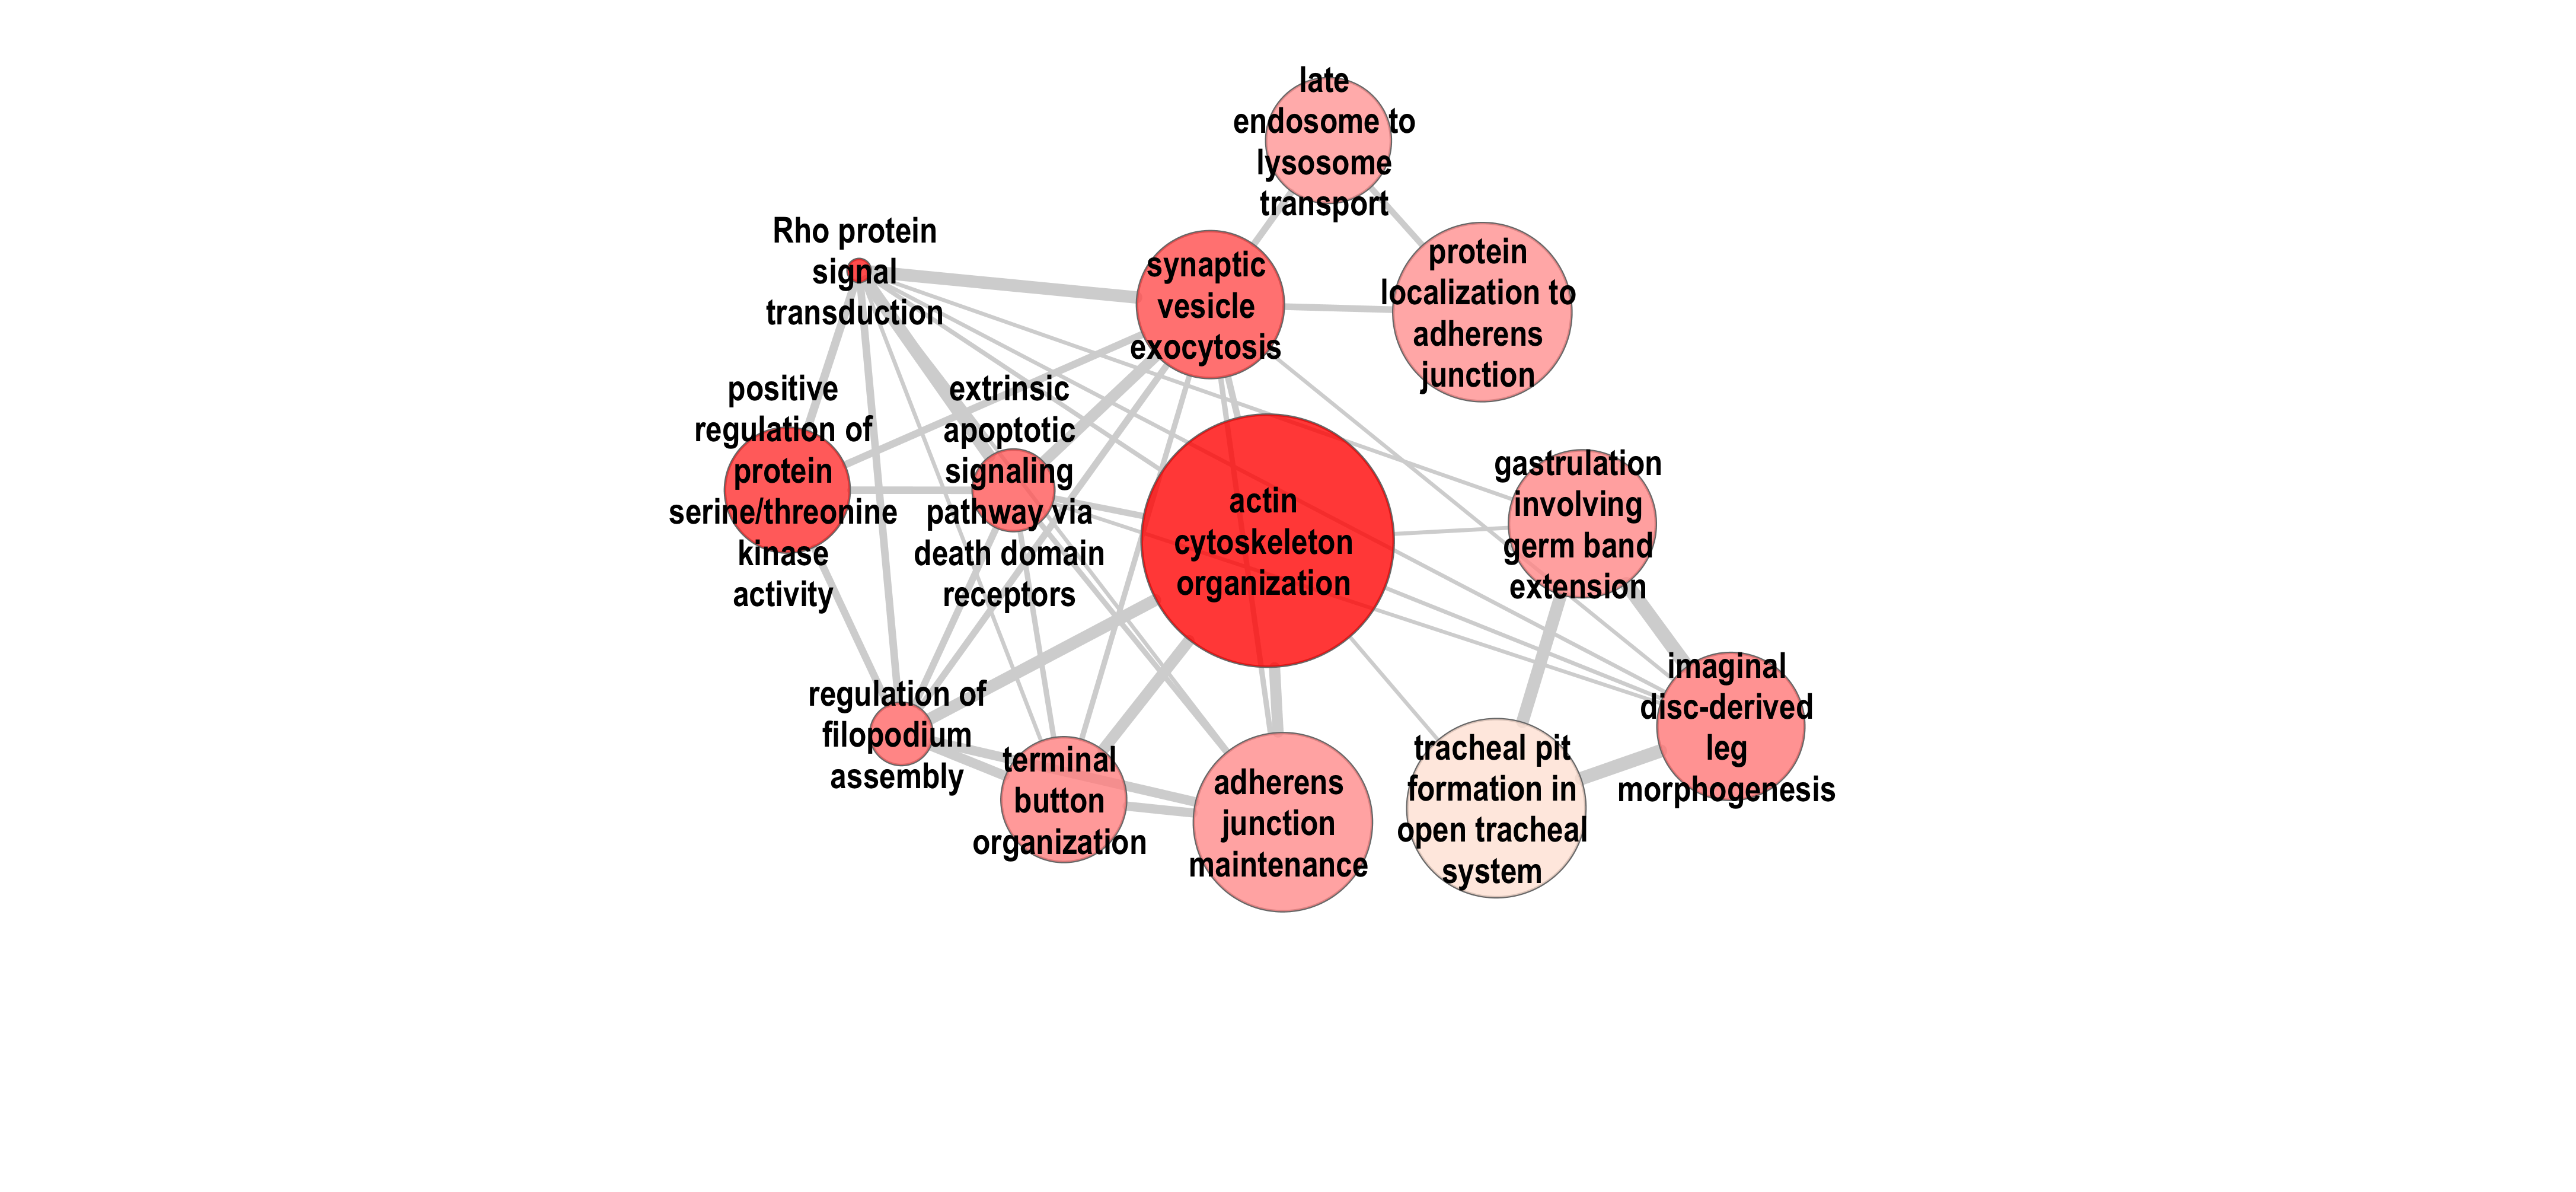 late
endosome to
lysosome
transport
Rho protein
signal
transduction
synaptic
vesicle
exocytosis
protein
localization to
adherens
junction
positive
regulation of
protein
serine/threonine
kinase
activity
extrinsic
apoptotic
signaling
pathway via
death domain
receptors
actin
cytoskeleton
organization
gastrulation
involving
germ band
extension
regulation of
filopodium
assembly
terminal
button
organization
adherens
junction
maintenance
tracheal pit
formation in
open tracheal
system
imaginal
disc-derived
leg
morphogenesis